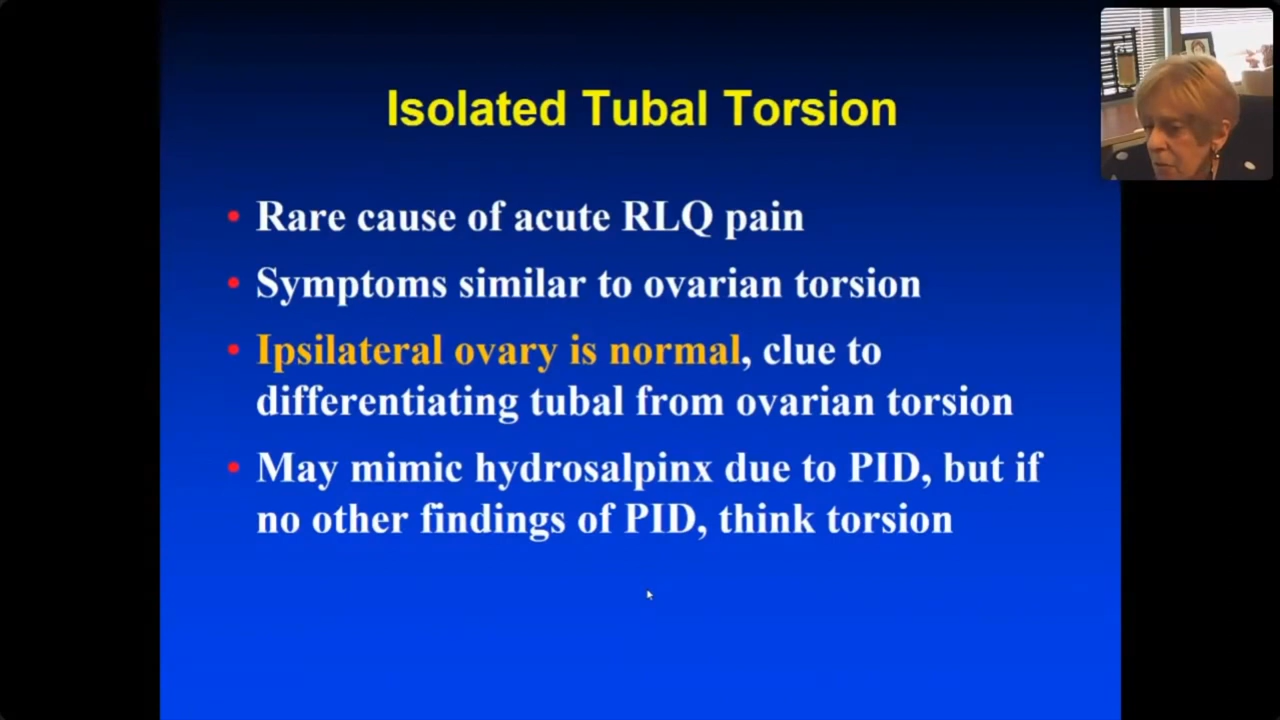 Isolated Tubal Torsion
• Rare cause of acute RLQ pain
• Symptoms similar to ovarian torsion
• Ipsilateral ovary is normal, clue to
differentiating tubal from ovarian torsion
• May mimic hydrosalpinx due to PID, but if
no other findings of PID, think torsion